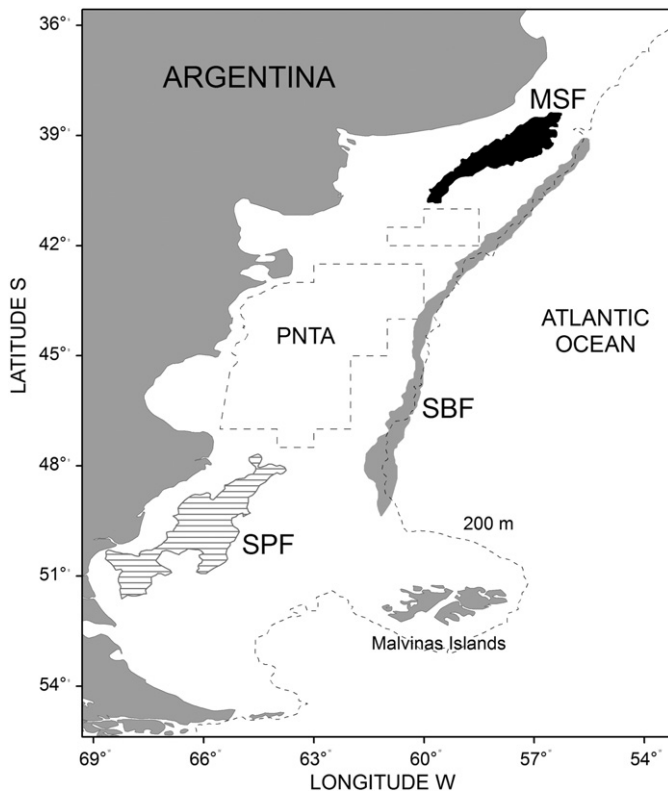 36°
ARGENTINA
MSF
39°
42°
LATITUDE S
PNTA
ATLANTIC
OCEAN
45°
SBF
48°
200 m
SPF
51°
Malvinas Islands
54°
69° 66° 63° 60° 57° 54°
LONGITUDE W